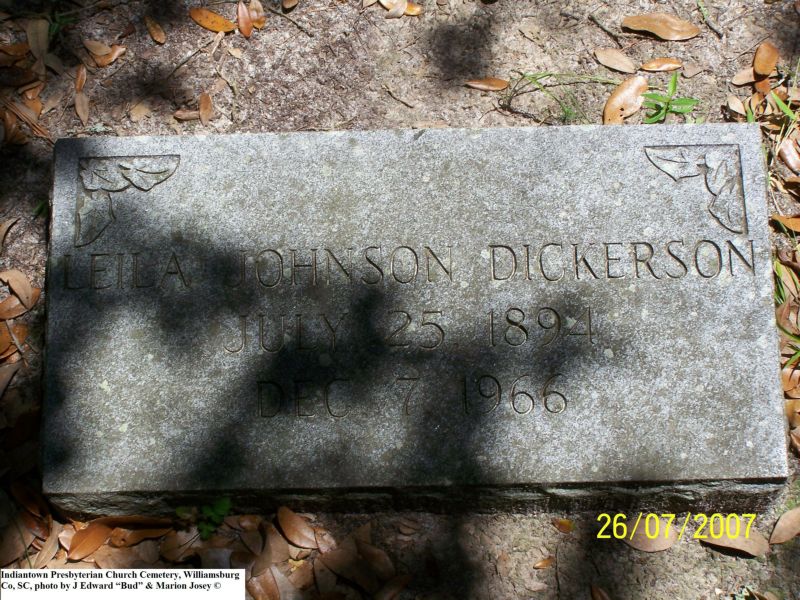 LEILA JOHNSON DICKERSON
JULY 25, 1894
DEC. 7, 1966
26/07/2007
Indiantown Presbyterian Church Cemetery, Williamsburg
Co, SC, photo by J Edward “Bud” & Marion Josey ©